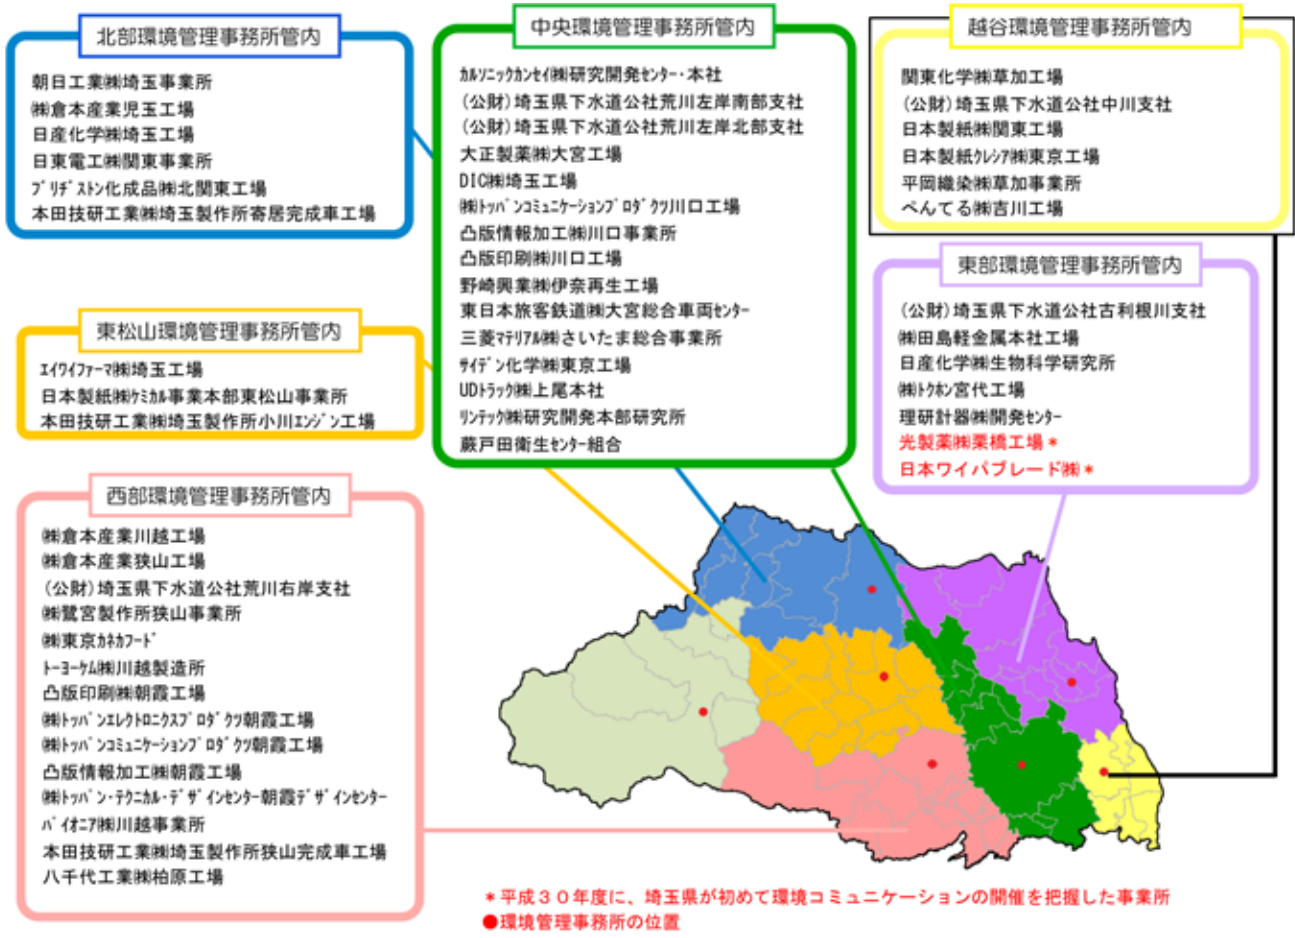 北部環境管理事務所管内
朝日工業㈱埼玉事業所
㈱倉本産業児玉工場
日産化学㈱埼玉工場
日東電工㈱関東事業所
ﾌﾞﾘﾁﾞｽﾄﾝ化成品㈱北関東工場
本田技研工業㈱埼玉製作所寄居完成車工場
東松山環境管理事務所管内
ｴｲﾜｲﾌｧｰﾏ㈱埼玉工場
日本製紙㈱ｹﾐｶﾙ事業本部東松山事業所
本田技研工業㈱埼玉製作所小川ｴﾝｼﾞﾝ工場
西部環境管理事務所管内
㈱倉本産業川越工場
㈱倉本産業狭山工場
(公財)埼玉県下水道公社荒川右岸支社
㈱鷺宮製作所狭山事業所
㈱東京ｶﾈｶﾌｰﾄﾞ
ﾄｰﾖｰｹﾑ㈱川越製造所
凸版印刷㈱朝霞工場
㈱ﾄｯﾊﾟﾝｴﾚｸﾄﾛﾆｸｽﾌﾟﾛﾀﾞｸﾂ朝霞工場
㈱ﾄｯﾊﾟﾝｺﾐｭﾆｹｰｼｮﾝﾌﾟﾛﾀﾞｸﾂ朝霞工場
凸版情報加工㈱朝霞工場
㈱ﾄｯﾊﾟﾝ･ﾃｸﾆｶﾙ･ﾃﾞｻﾞｲﾝｾﾝﾀｰ朝霞ﾃﾞｻﾞｲﾝｾﾝﾀｰ
ﾊﾟｲｵﾆｱ㈱川越事業所
本田技研工業㈱埼玉製作所狭山完成車工場
八千代工業㈱柏原工場
中央環境管理事務所管内
ｶﾙｿﾆｯｸｶﾝｾｲ㈱研究開発ｾﾝﾀｰ･本社
(公財)埼玉県下水道公社荒川左岸南部支社
(公財)埼玉県下水道公社荒川左岸北部支社
大正製薬㈱大宮工場
DIC㈱埼玉工場
㈱ﾄｯﾊﾟﾝｺﾐｭﾆｹｰｼｮﾝﾌﾟﾛﾀﾞｸﾂ川口工場
凸版情報加工㈱川口事業所
凸版印刷㈱川口工場
野崎興業㈱伊奈再生工場
東日本旅客鉄道㈱大宮総合車両ｾﾝﾀｰ
三菱ﾏﾃﾘｱﾙ㈱さいたま総合事業所
ｻｲﾃﾞﾝ化学㈱東京工場
UDﾄﾗｯｸ㈱上尾本社
ﾘﾝﾃｯｸ㈱研究開発本部研究所
蕨戸田衛生ｾﾝﾀｰ組合
越谷環境管理事務所管内
関東化学㈱草加工場
(公財)埼玉県下水道公社中川支社
日本製紙㈱関東工場
日本製紙ｸﾚｼｱ㈱東京工場
平岡織染㈱草加事業所
ぺんてる㈱吉川工場
東部環境管理事務所管内
(公財)埼玉県下水道公社古利根川支社
㈱田島軽金属本社工場
日産化学㈱生物科学研究所
㈱ﾄｸﾎﾝ宮代工場
理研計器㈱開発ｾﾝﾀｰ
光製薬㈱栗橋工場＊
日本ワイパブレード㈱＊
＊平成３０年度に、埼玉県が初めて環境コミュニケーションの開催を把握した事業所
●環境管理事務所の位置